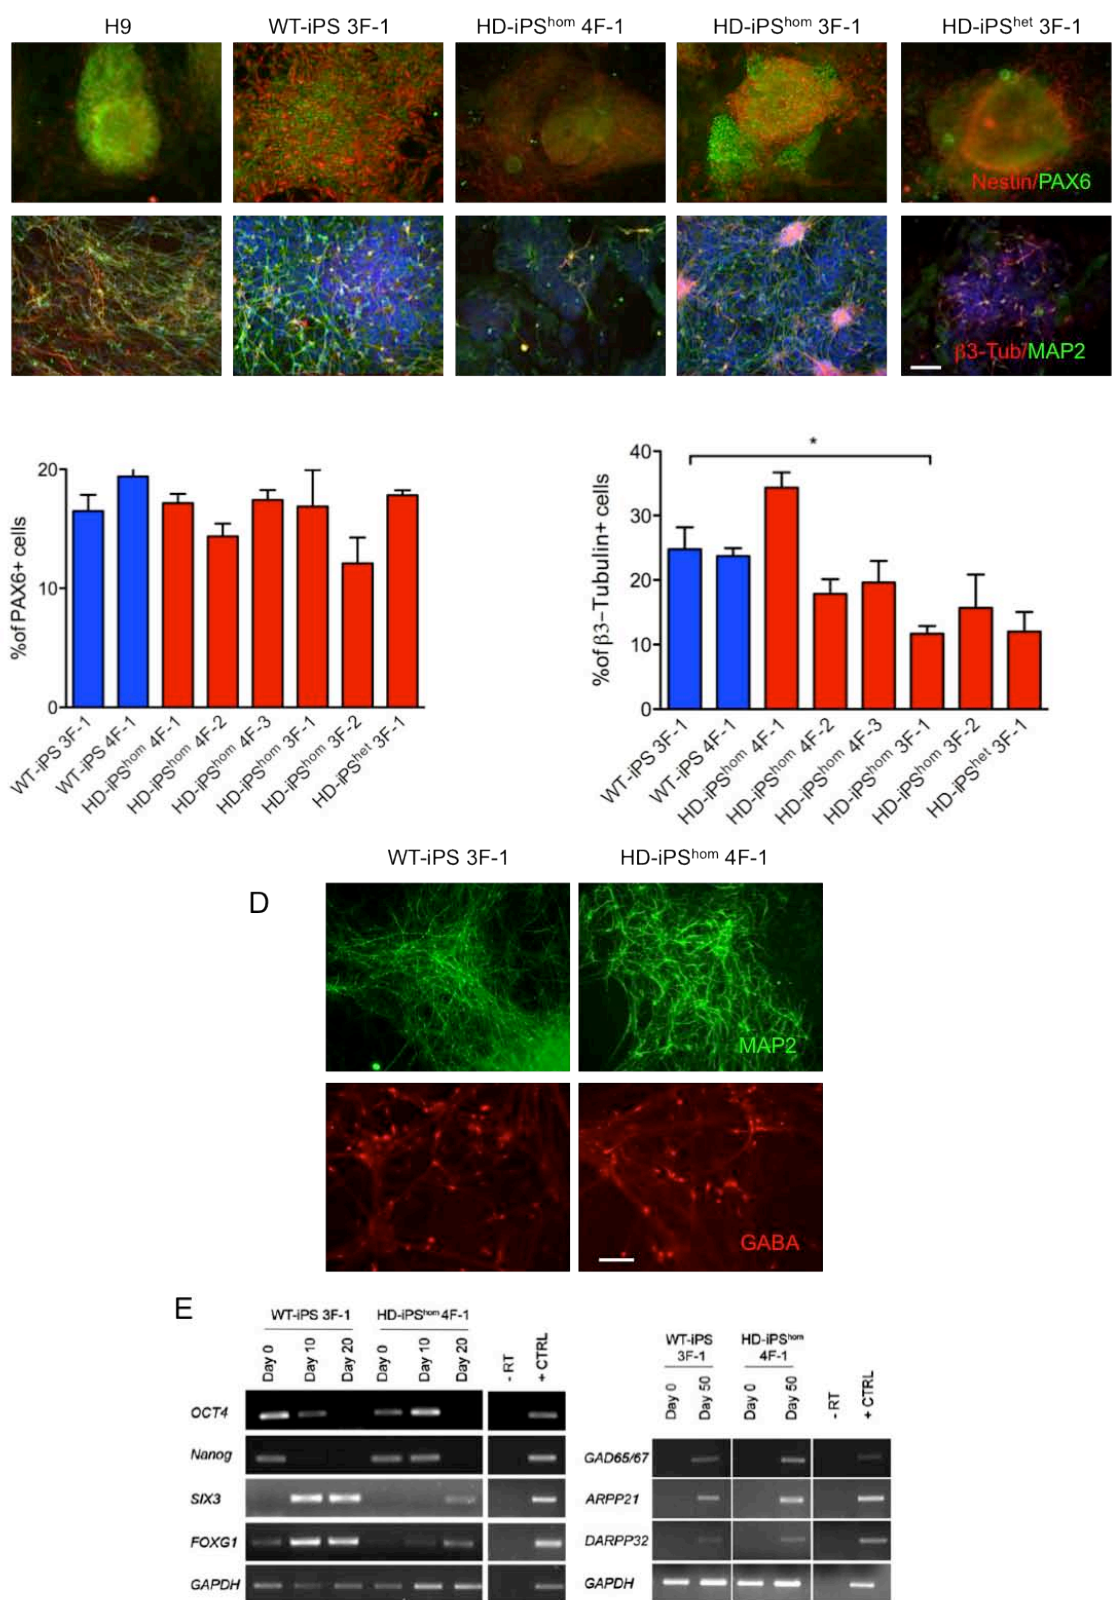 H9 WT-iPS 3F-1 HD-iPShom 4F-1 HD-iPShom 3F-1 HD-iPShet 3F-1
Nestin/PAX6
β3-Tub/MAP2
%of PAX6+ cells
20
10
0
WT-iPS 3F-1
WT-iPS 4F-1
HD-iPShom 4F-1
HD-iPShom 4F-2
HD-iPShom 4F-3
HD-iPShom 3F-1
HD-iPShom 3F-2
HD-iPShet 3F-1
%of β3-Tubulin+ cells
*
40
30
20
10
0
WT-iPS 3F-1
WT-iPS 4F-1
HD-iPShom 4F-1
HD-iPShom 4F-2
HD-iPShom 4F-3
HD-iPShom 3F-1
HD-iPShom 3F-2
HD-iPShet 3F-1
D
WT-iPS 3F-1 HD-iPShom 4F-1
MAP2
GABA
E
WT-iPS 3F-1 HD-iPShom 4F-1
Day 0 Day 10 Day 20 Day 0 Day 10 Day 20 - RT + CTRL
OCT4
Nanog
SIX3
FOXG1
GAPDH
WT-iPS 3F-1 HD-iPShom 4F-1
Day 0 Day 50 Day 0 Day 50 - RT + CTRL
GAD65/67
ARPP21
DARPP32
GAPDH